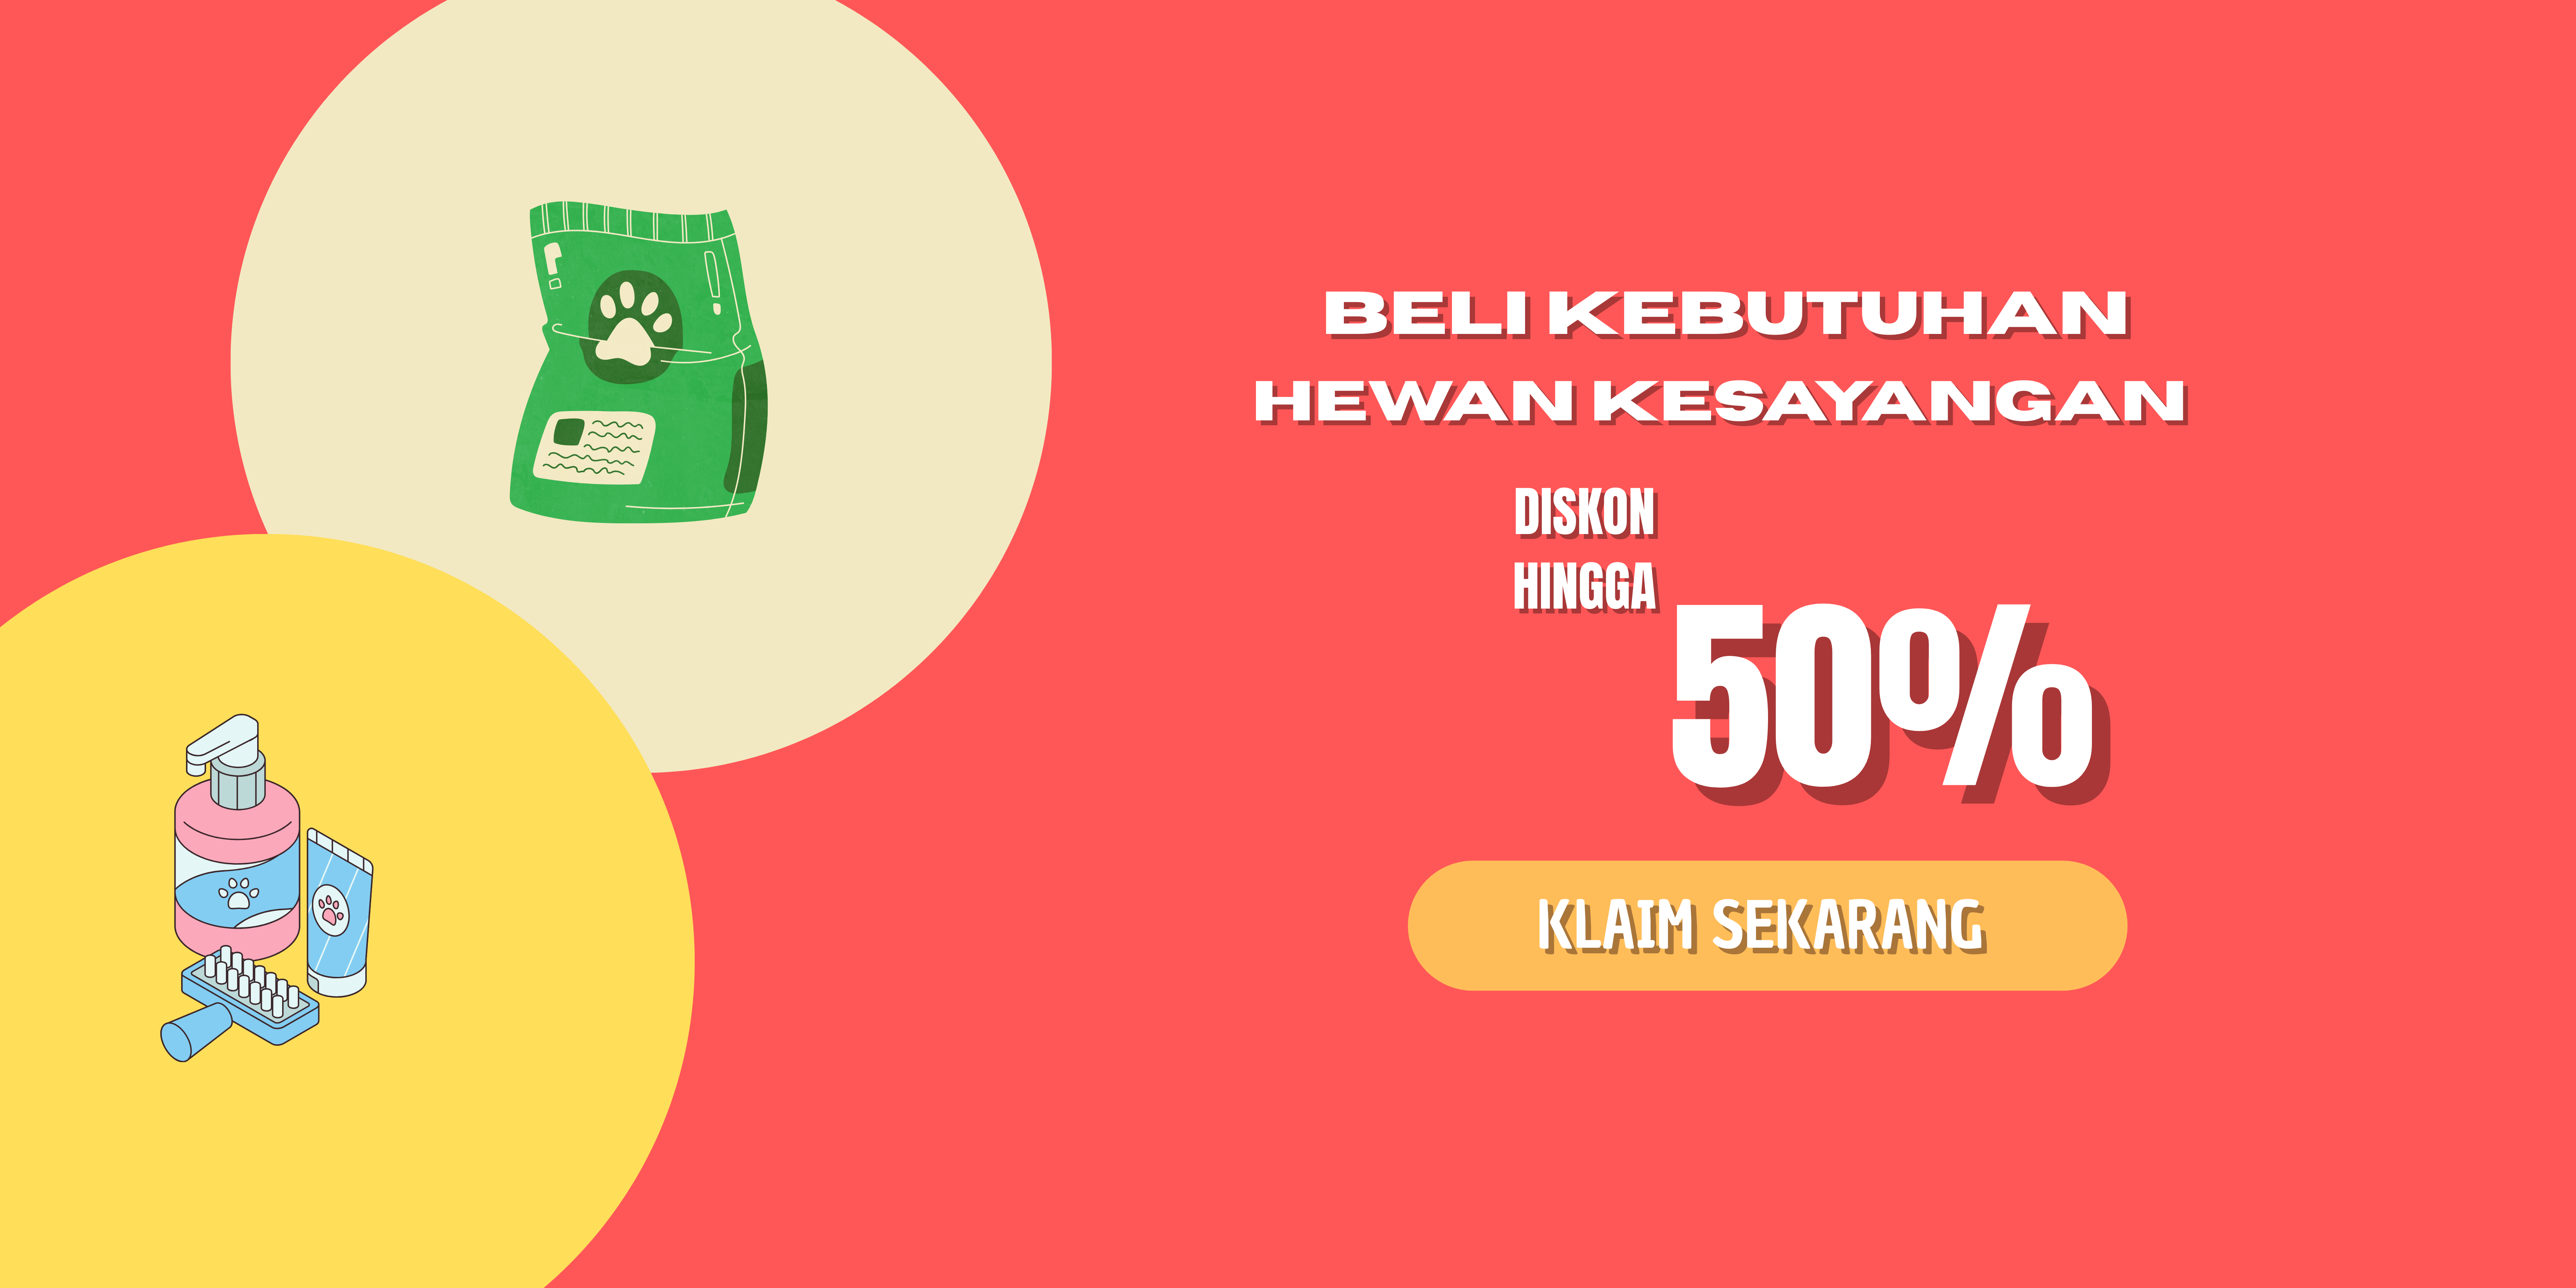 BELI KEBUTUHAN
HEWAN KESAYANGAN
DISKON
HINGGA
50%
KLAIM SEKARANG